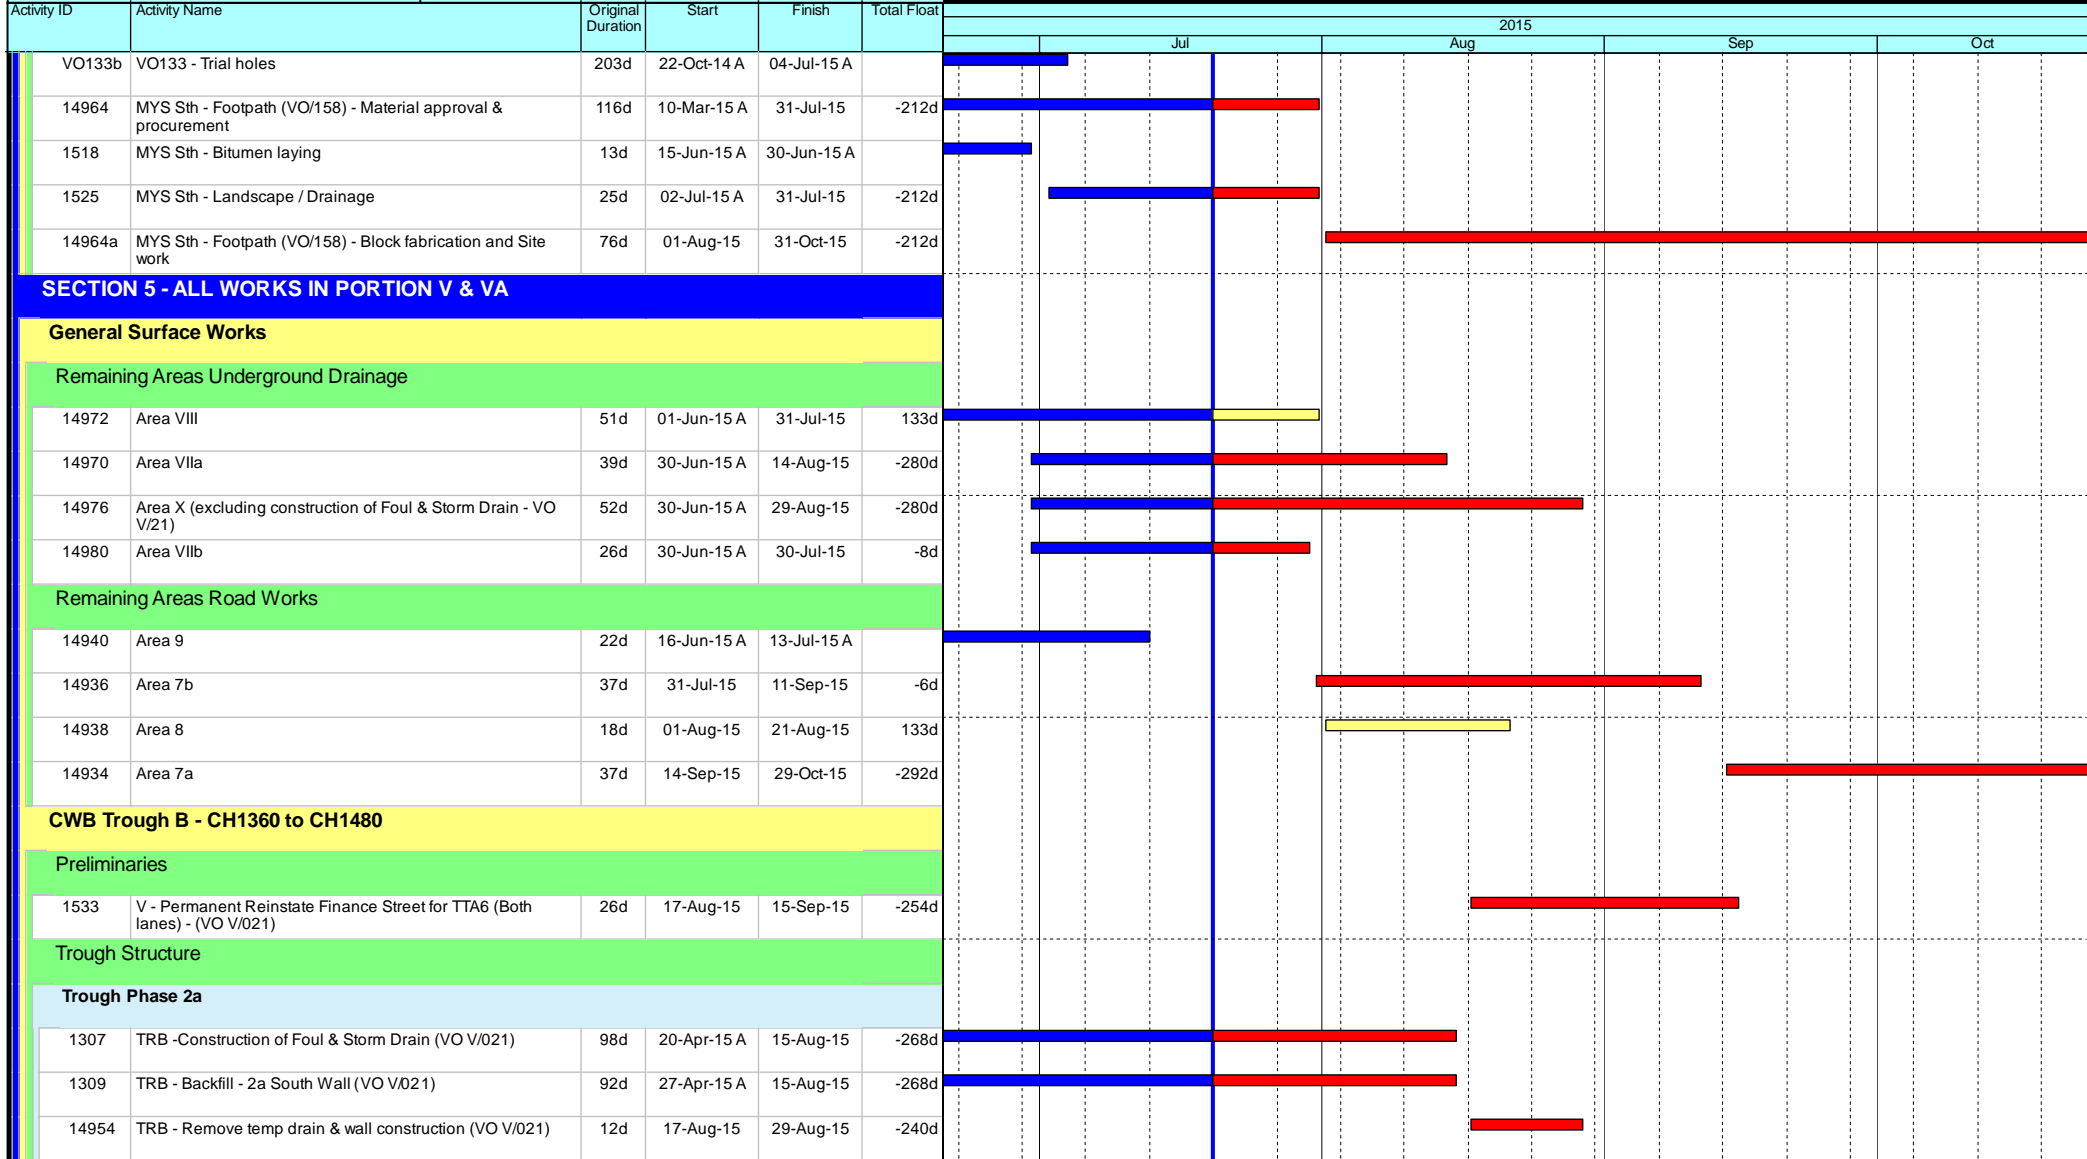 Activity ID Activity Name Original Duration Start Finish Total Float
2015
Jul Aug Sep Oct
VO133b VO133 - Trial holes 203d 22-Oct-14 A 04-Jul-15 A
14964 MYS Sth - Footpath (VO/158) - Material approval & 116d 10-Mar-15 A 31-Jul-15 -212d
procurement
1518 MYS Sth - Bitumen laying 13d 15-Jun-15 A 30-Jun-15 A
1525 MYS Sth - Landscape / Drainage 25d 02-Jul-15 A 31-Jul-15 -212d
14964a MYS Sth - Footpath (VO/158) - Block fabrication and Site 76d 01-Aug-15 31-Oct-15 -212d
work
SECTION 5 - ALL WORKS IN PORTION V & VA
General Surface Works
Remaining Areas Underground Drainage
14972 Area VIII 51d 01-Jun-15 A 31-Jul-15 133d
14970 Area VIIa 39d 30-Jun-15 A 14-Aug-15 -280d
14976 Area X (excluding construction of Foul & Storm Drain - VO 52d 30-Jun-15 A 29-Aug-15 -280d
V/21)
14980 Area VIIb 26d 30-Jun-15 A 30-Jul-15 -8d
Remaining Areas Road Works
14940 Area 9 22d 16-Jun-15 A 13-Jul-15 A
14936 Area 7b 37d 31-Jul-15 11-Sep-15 -6d
14938 Area 8 18d 01-Aug-15 21-Aug-15 133d
14934 Area 7a 37d 14-Sep-15 29-Oct-15 -292d
CWB Trough B - CH1360 to CH1480
Preliminaries
1533 V - Permanent Reinstate Finance Street for TTA6 (Both 26d 17-Aug-15 15-Sep-15 -254d
lanes) - (VO V/021)
Trough Structure
Trough Phase 2a
1307 TRB -Construction of Foul & Storm Drain (VO V/021) 98d 20-Apr-15 A 15-Aug-15 -268d
1309 TRB - Backfill - 2a South Wall (VO V/021) 92d 27-Apr-15 A 15-Aug-15 -268d
14954 TRB - Remove temp drain & wall construction (VO V/021) 12d 17-Aug-15 29-Aug-15 -240d